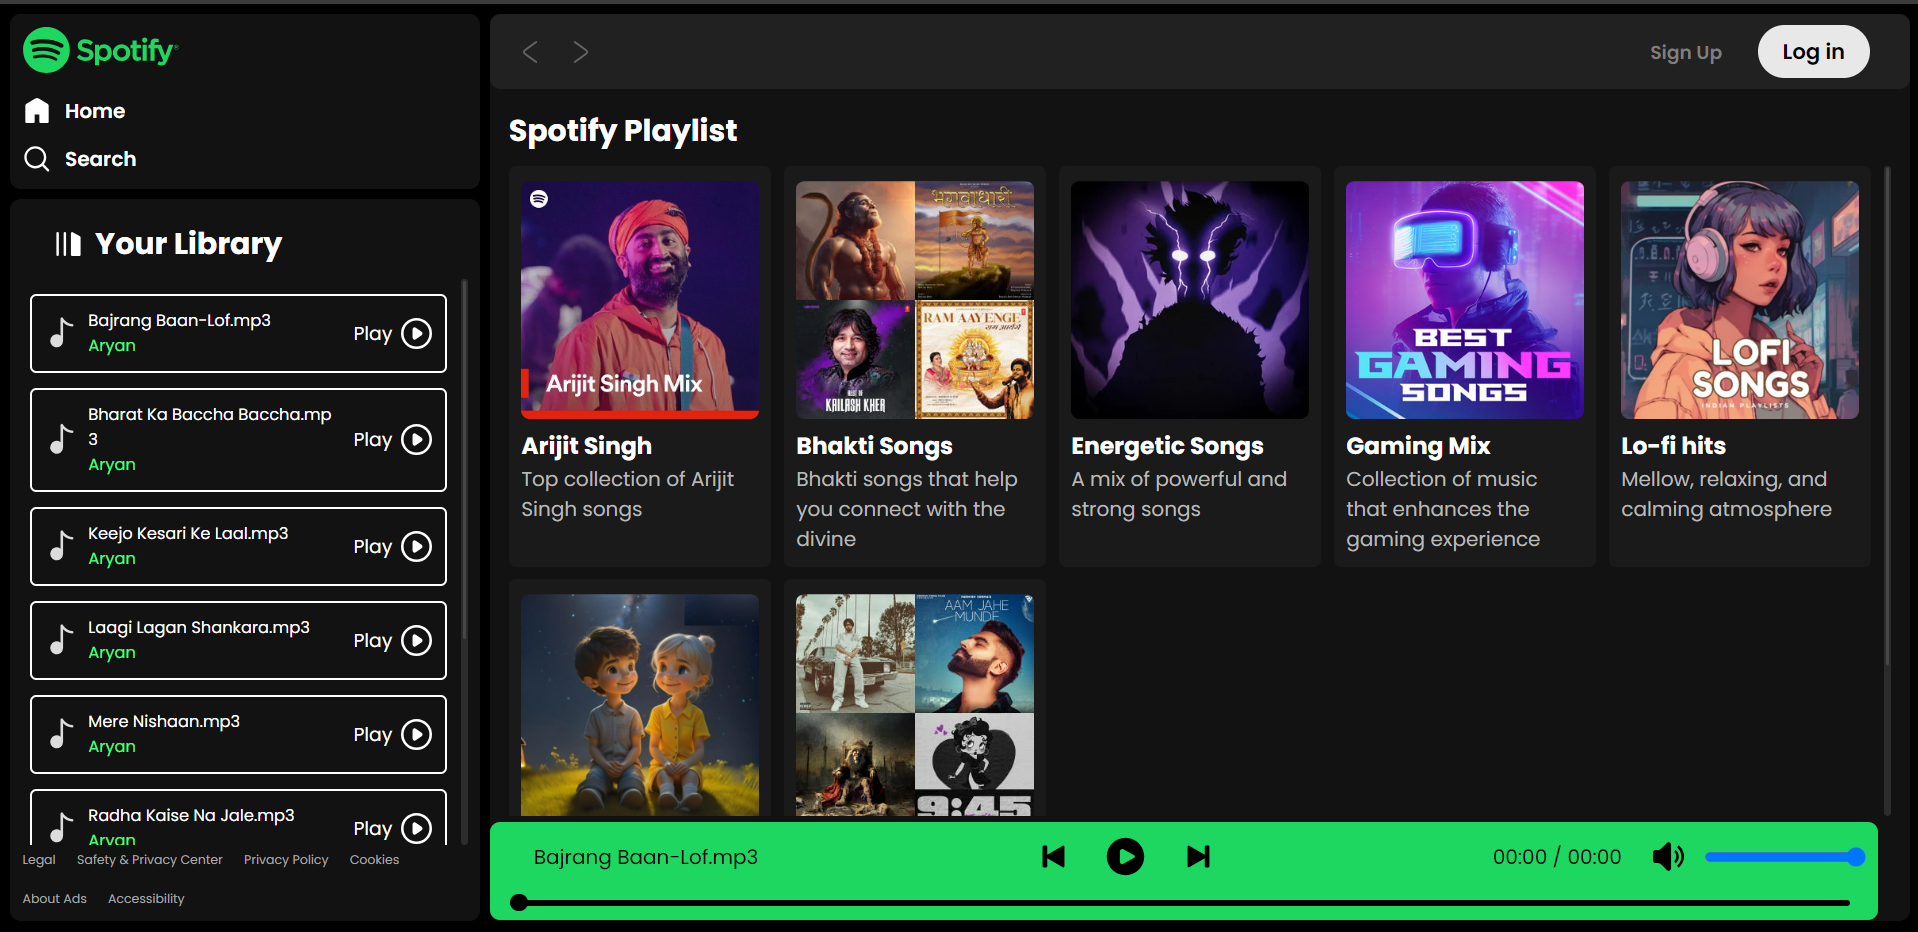 Spotify
Home
Search
Your Library
Bajrang Baan-Lof.mp3
Aryan
Play
Bharat Ka Baccha Baccha.mp
3
Aryan
Play
Keejo Kesari Ke Laal.mp3
Aryan
Play
Laagi Lagan Shankara.mp3
Aryan
Play
Mere Nishaan.mp3
Aryan
Play
Radha Kaise Na Jale.mp3
Aryan
Play
Legal
Safety & Privacy Center
Privacy Policy
Cookies
About Ads
Accessibility
Sign Up
Log in
Spotify Playlist
Arijit Singh Mix
Arijit Singh
Top collection of Arijit
Singh songs
KAILASH KHER
RAM AAYENGE
Bhakti Songs
Bhakti songs that help
you connect with the
divine
Energetic Songs
A mix of powerful and
strong songs
BEST
GAMING
SONGS
Gaming Mix
Collection of music
that enhances the
gaming experience
LOFI
SONGS
INDIAN PLAYLISTS
Lo-fi hits
Mellow, relaxing, and
calming atmosphere
AAM JAHE
MUNDE
9:45
Bajrang Baan-Lof.mp3
00:00 / 00:00